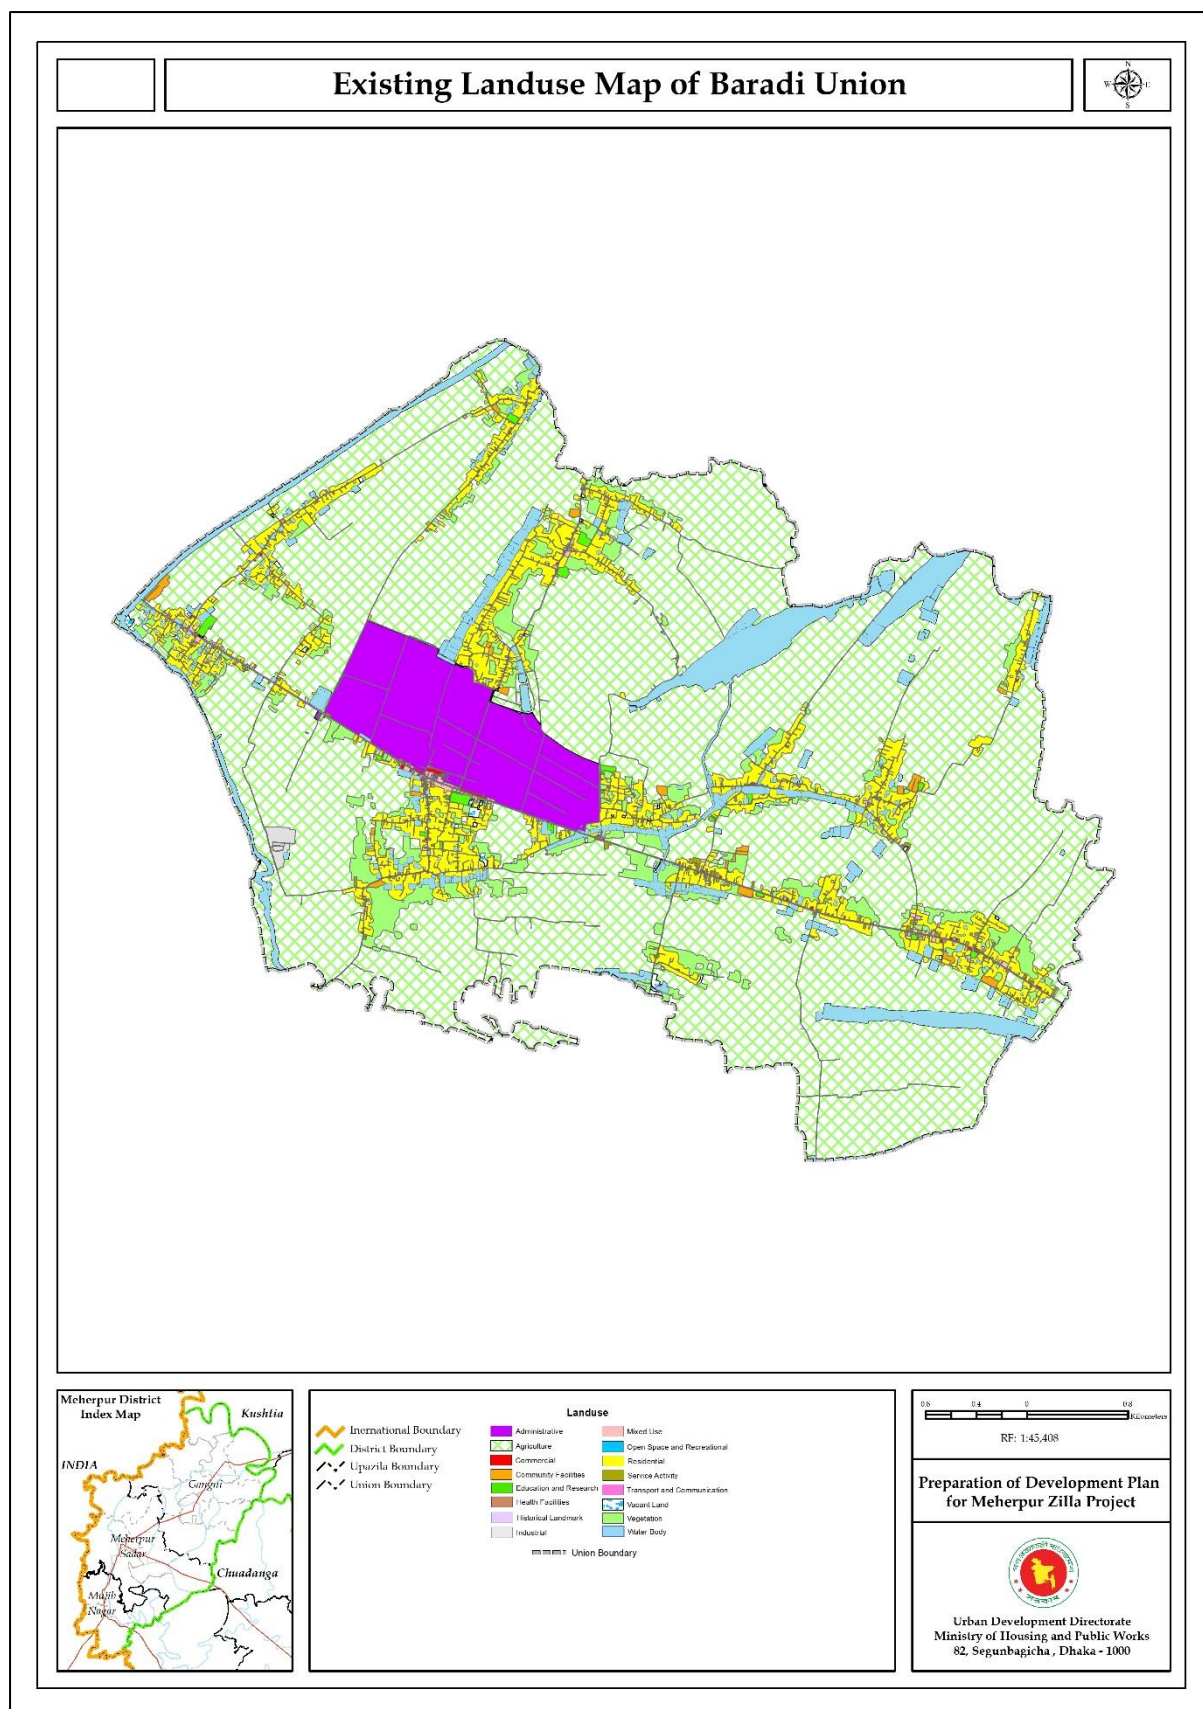 Existing Landuse Map of Baradi Union
N
W E
S
Meherpur District
Index Map
Kushtia
INDIA
Gangni
Meherpur
Sadar
Chuadanga
Mujib
Nagar
Landuse
Inernational Boundary
District Boundary
Upazila Boundary
Union Boundary
Administrative
Agriculture
Commercial
Community Facilities
Education and Research
Health Facilities
Historical Landmark
Industrial
Mixed Use
Open Space and Recreational
Residential
Service Activity
Transport and Communication
Vacant Land
Vegetation
Water Body
Union Boundary
0.8 0.4 0 0.8
Kilometers
RF: 1:45,408
Preparation of Development Plan
for Meherpur Zilla Project
Urban Development Directorate
Ministry of Housing and Public Works
82, Segunbagicha , Dhaka - 1000